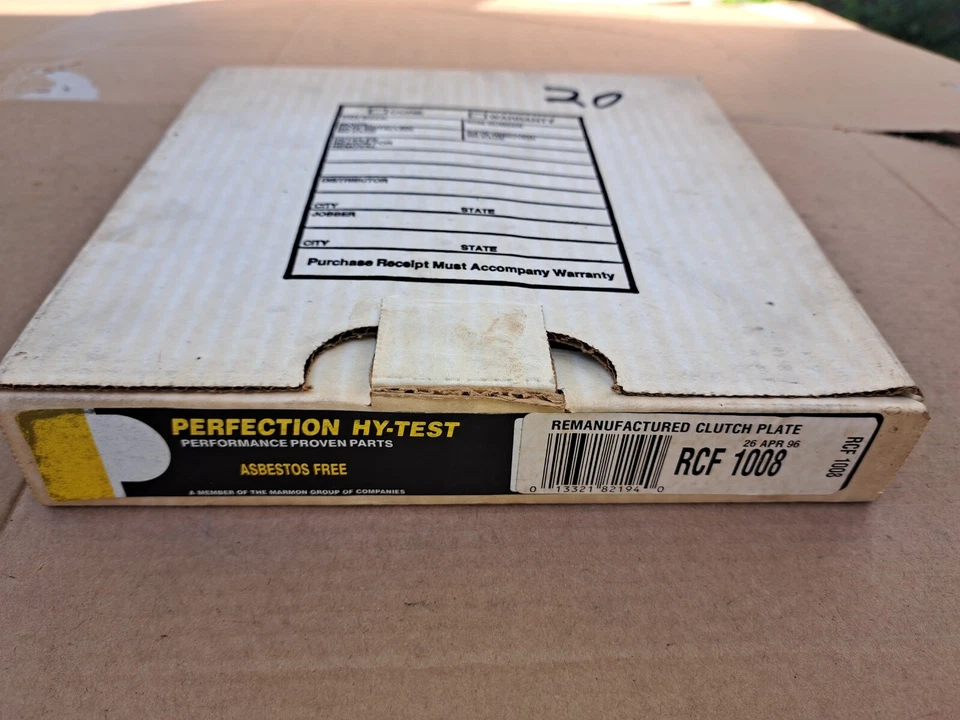 20
CORE
WARRANTY
DISTRIBUTOR
CITY STATE
JOBBER
CITY STATE
Purchase Receipt Must Accompany Warranty
PERFECTION HY-TEST
PERFORMANCE PROVEN PARTS
ASBESTOS FREE
A MEMBER OF THE MARMON GROUP OF COMPANIES
REMANUFACTURED CLUTCH PLATE
26 APR 96
RCF 1008
0 13321 82194 0
RCF 1008